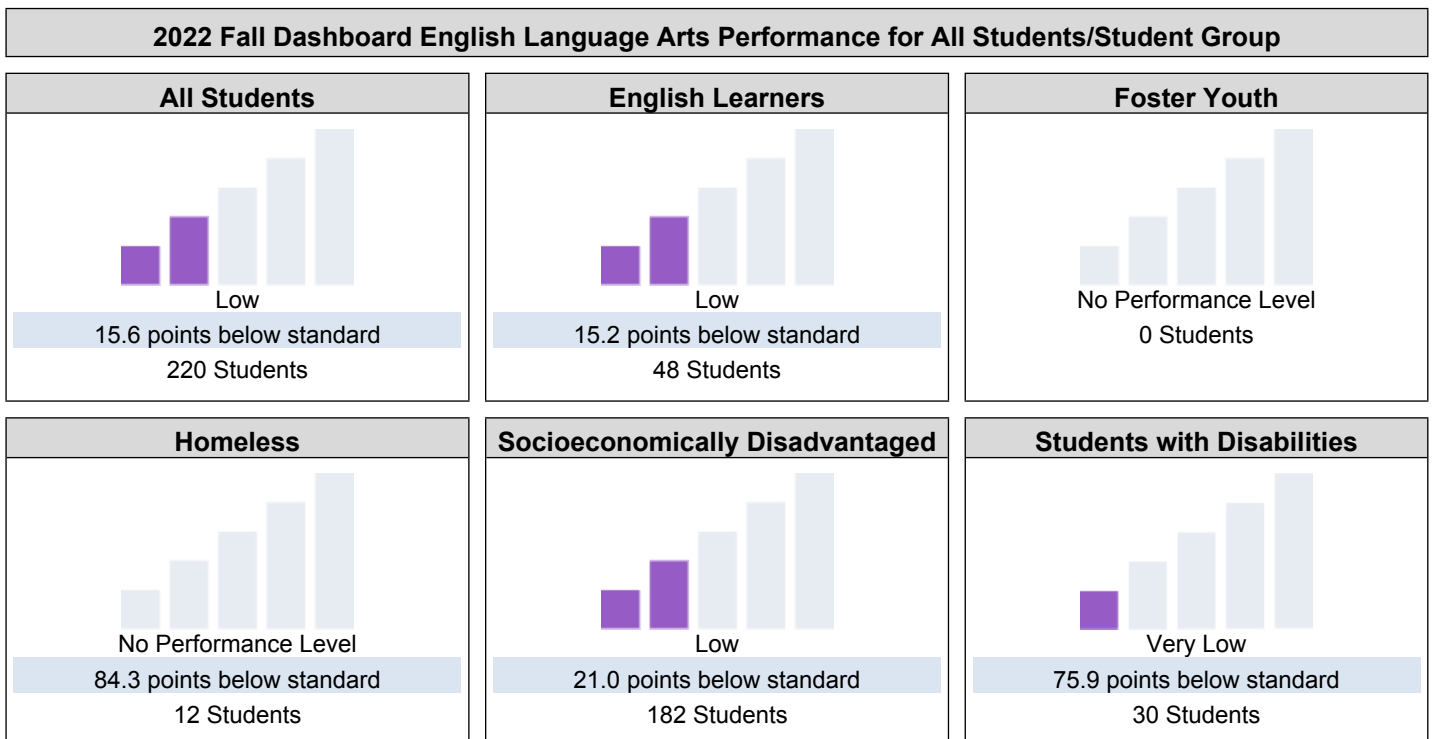 2022 Fall Dashboard English Language Arts Performance for All Students/Student Group
All Students
Low
15.6 points below standard
220 Students
English Learners
Low
15.2 points below standard
48 Students
Foster Youth
No Performance Level
0 Students
Homeless
No Performance Level
84.3 points below standard
12 Students
Socioeconomically Disadvantaged
Low
21.0 points below standard
182 Students
Students with Disabilities
Very Low
75.9 points below standard
30 Students